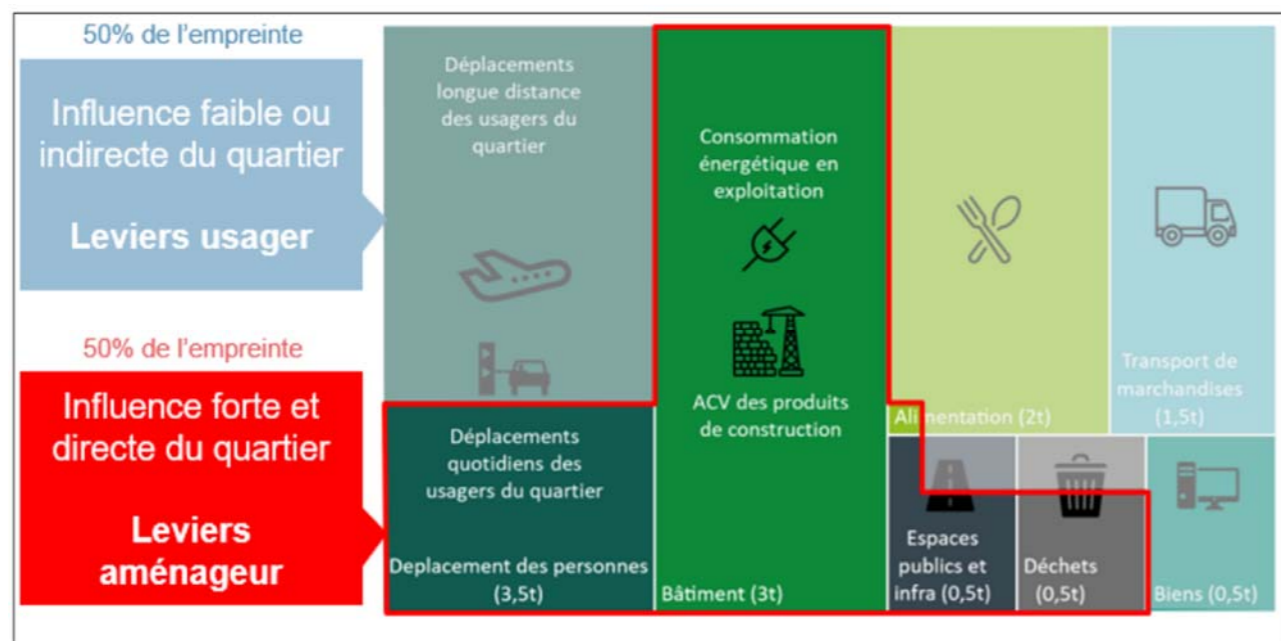 50% de l'empreinte
Influence faible ou
indirecte du quartier
Leviers usager
50% de l'empreinte
Influence forte et
directe du quartier
Leviers
aménageur
Déplacements
longue distance
des usagers du
quartier
Déplacements
quotidiens des
usagers du quartier
Deplacement des personnes
(3,5t)
Consommation
énergétique en
exploitation
ACV des produits
de construction
Bâtiment (3t)
Alimentation (2t)
Transport de
marchandises
(1,5t)
Espaces
publics et
infra (0,5t)
Déchets
(0,5t)
Biens (0,5t)